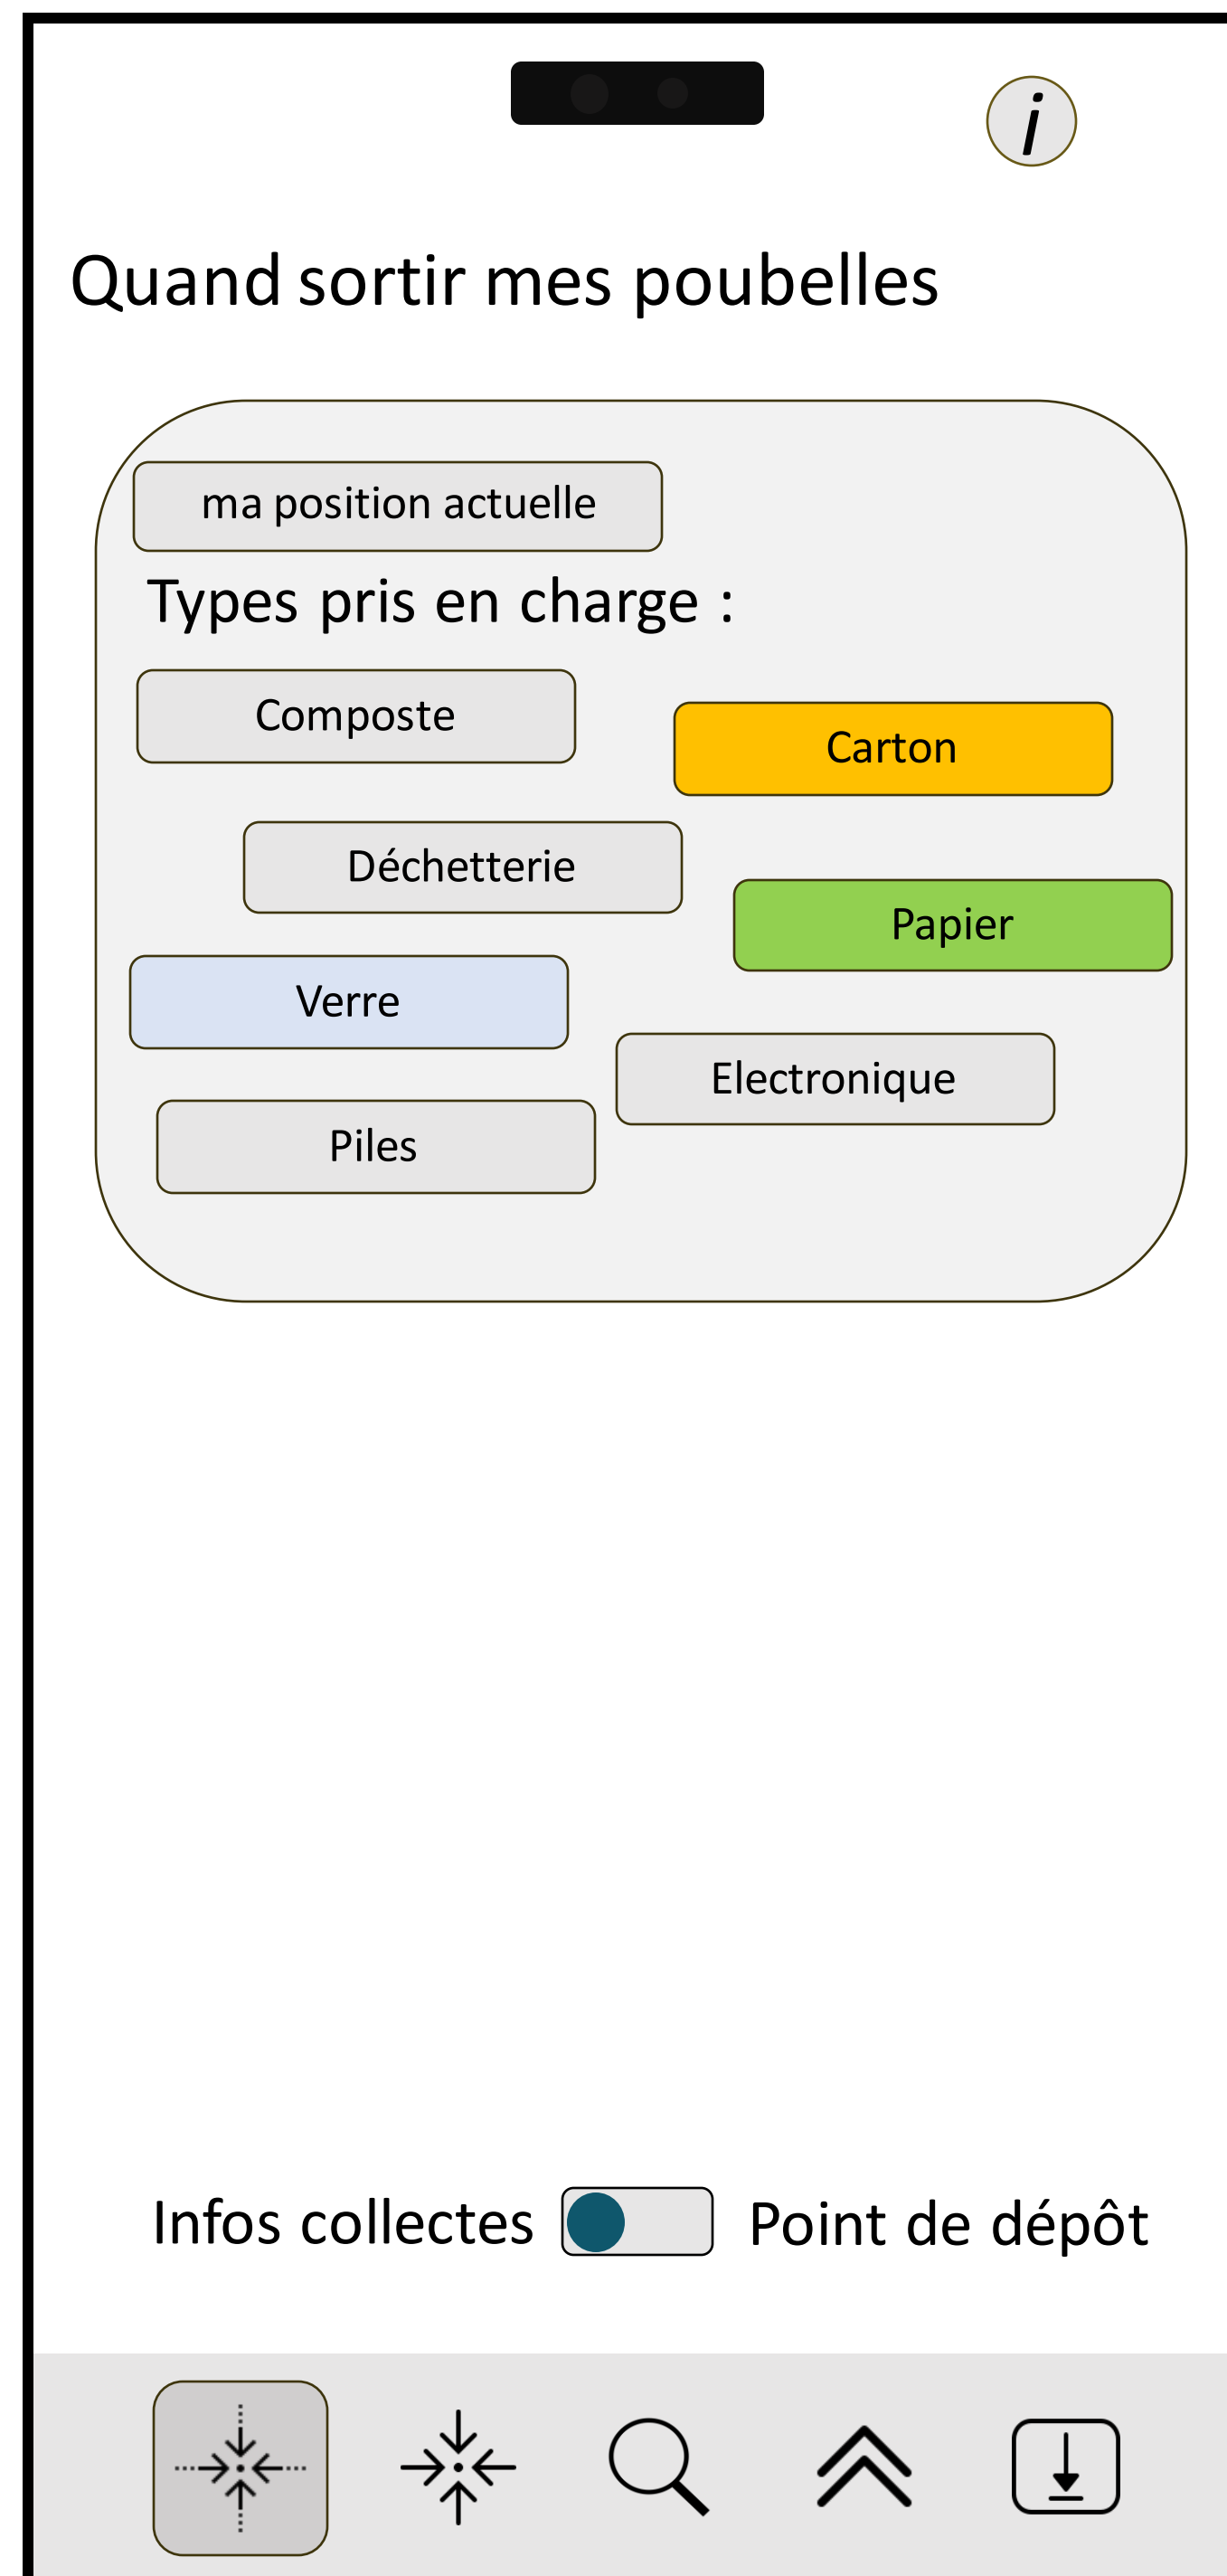 i
Quand sortir mes poubelles
ma position actuelle
Types pris en charge :
Composte
Carton
Déchetterie
Papier
Verre
Electronique
Piles
Infos collectes
Point de dépôt